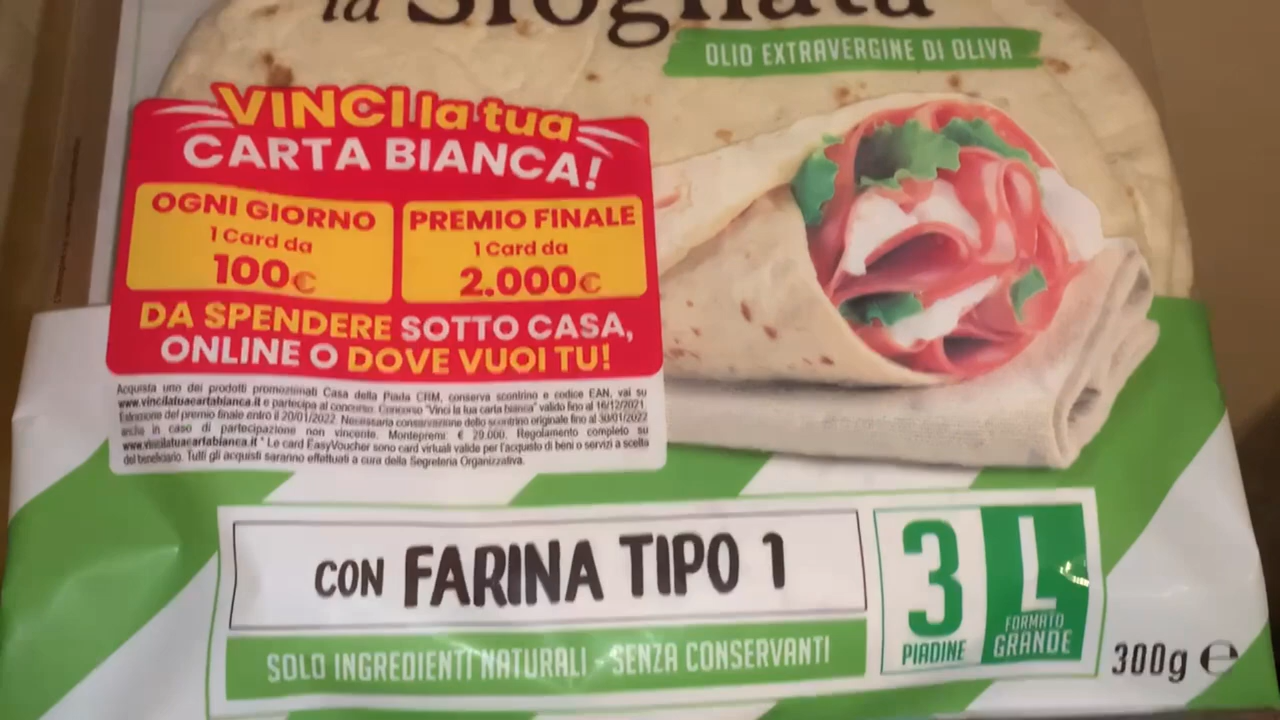 la Sfogliata
OLIO EXTRAVERGINE DI OLIVA
VINCI la tua
CARTA BIANCA!
OGNI GIORNO
1 Card da
100€
PREMIO FINALE
1 Card da
2.000€
DA SPENDERE SOTTO CASA,
ONLINE O DOVE VUOI TU!
Acquista uno dei prodotti promozionati Casa della Piada CRM, conserva scontrino e codice EAN, vai su
www.vincilatuacartabianca.it e partecipa al concorso. Concorso "Vinci la tua carta bianca" valido fino al 16/12/2021.
Estrazione del premio finale entro il 20/01/2022. Necessaria conservazione dello scontrino originale fino al 30/01/2022
anche in caso di partecipazione non vincente. Montepremi: € 29.000. Regolamento completo su
www.vincilatuacartabianca.it * Le card EasyVoucher sono card virtuali valide per l'acquisto di beni o servizi a scelta
del beneficiario. Tutti gli acquisti saranno effettuati a cura della Segreteria Organizzativa.
CON FARINA TIPO 1
SOLO INGREDIENTI NATURALI - SENZA CONSERVANTI
3
PIADINE
L
FORMATO
GRANDE
300g ℮